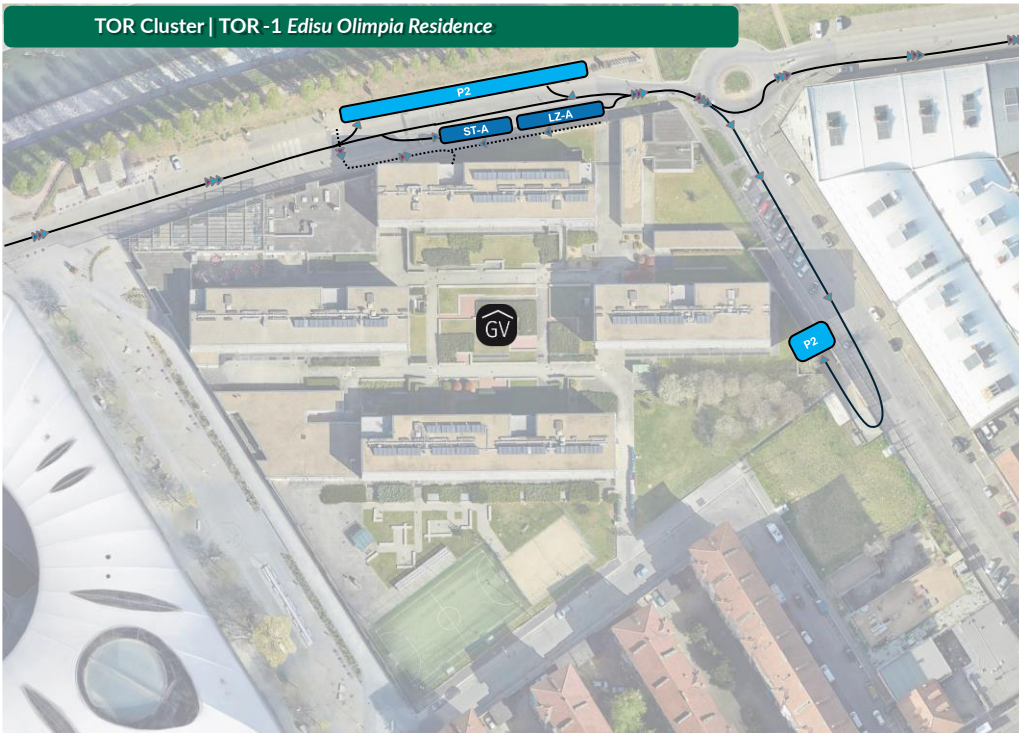 TOR Cluster | TOR -1 Edisu Olimpia Residence
P2
LZ-A
ST-A
GV
P2